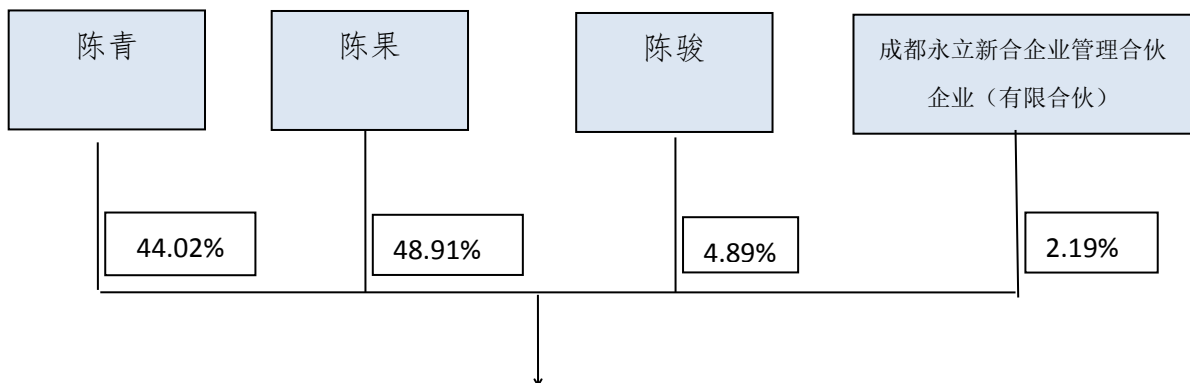 陈青
陈果
陈骏
成都永立新合企业管理合伙
企业（有限合伙）
44.02%
48.91%
4.89%
2.19%